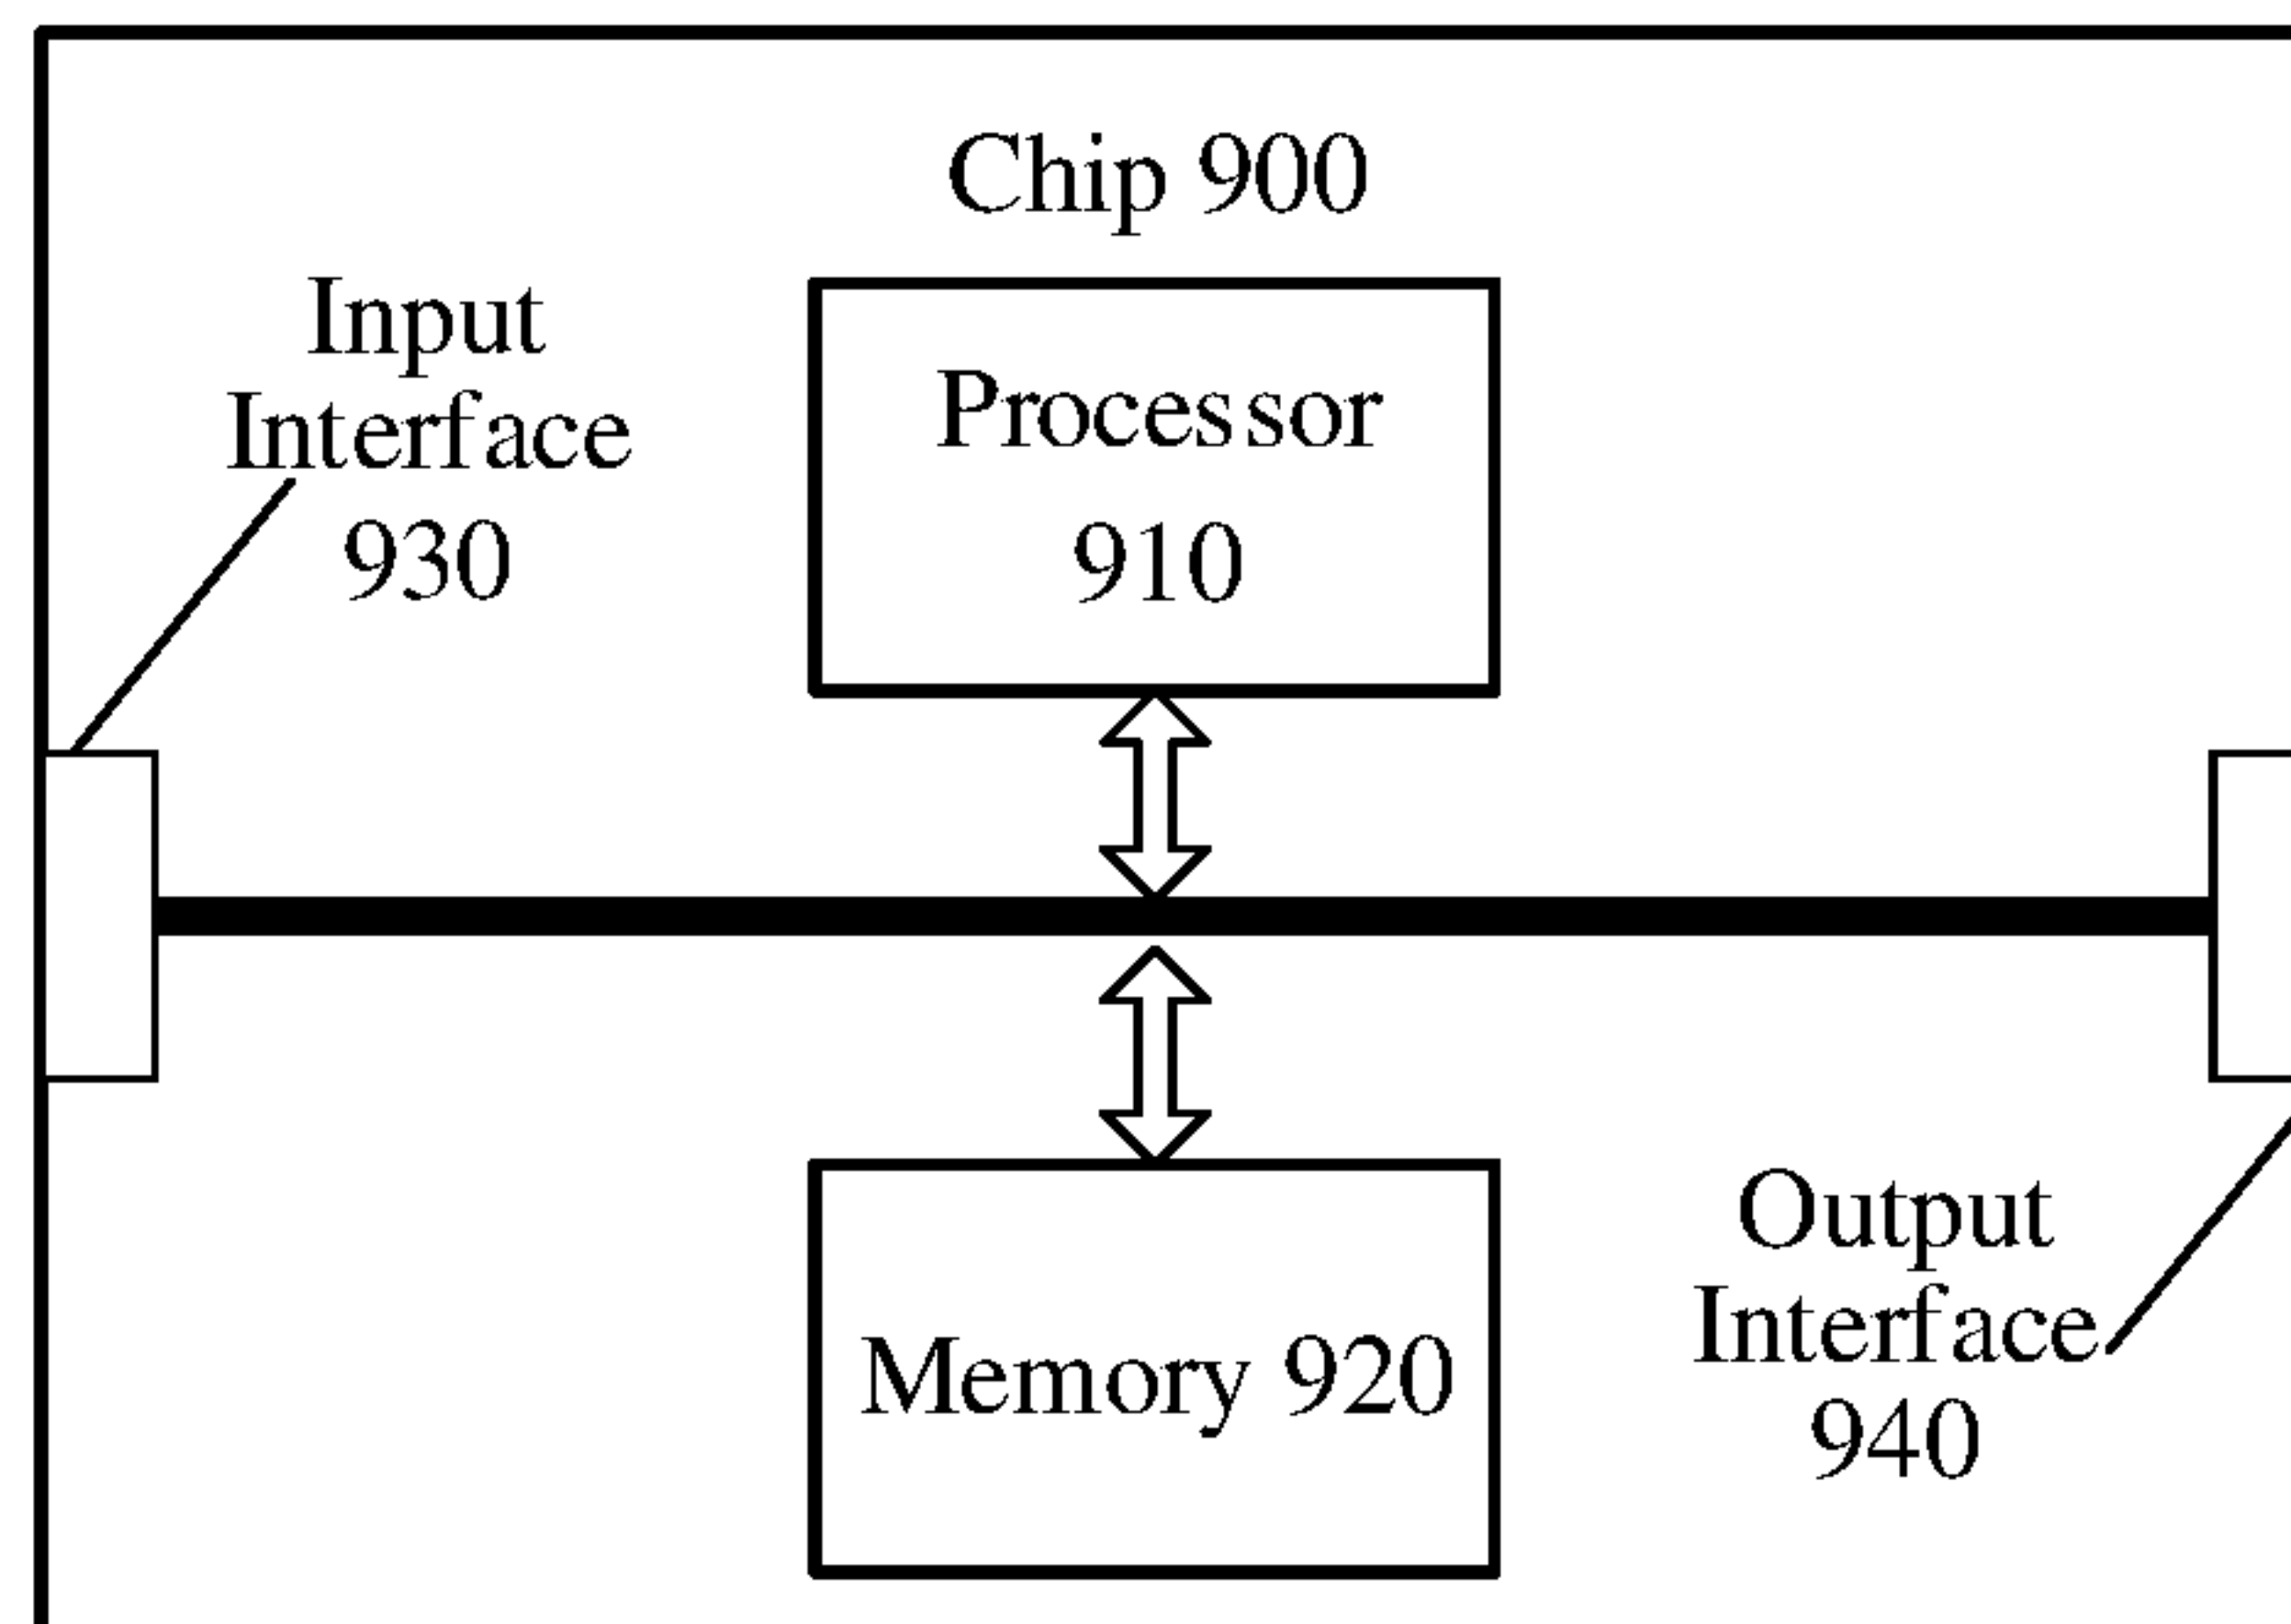 Chip 900
Input
Interface
930
Processor
910
Memory 920
Output
Interface
940